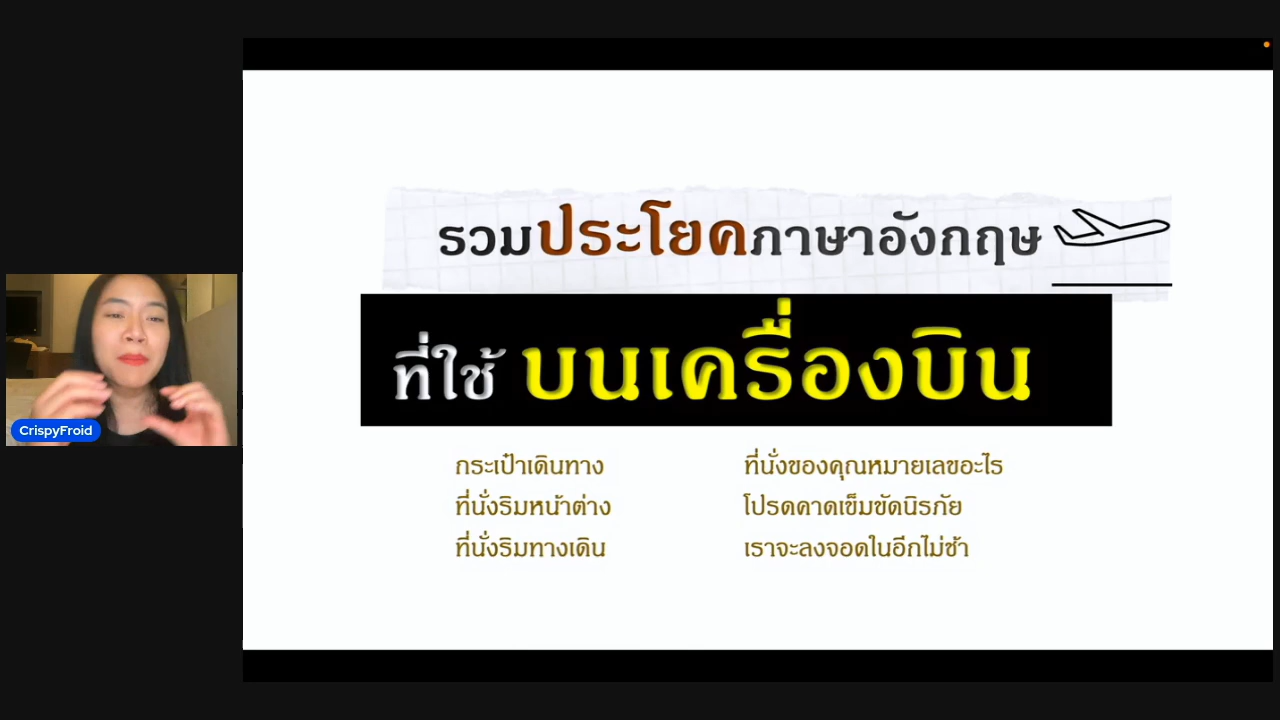 รวมประโยคภาษาอังกฤษ
ที่ใช้ บนเครื่องบิน
กระเป๋าเดินทาง
ที่นั่งริมหน้าต่าง
ที่นั่งริมทางเดิน
ที่นั่งของคุณหมายเลขอะไร
โปรดคาดเข็มขัดนิรภัย
เราจะลงจอดในอีกไม่ช้า
CrispyFroid